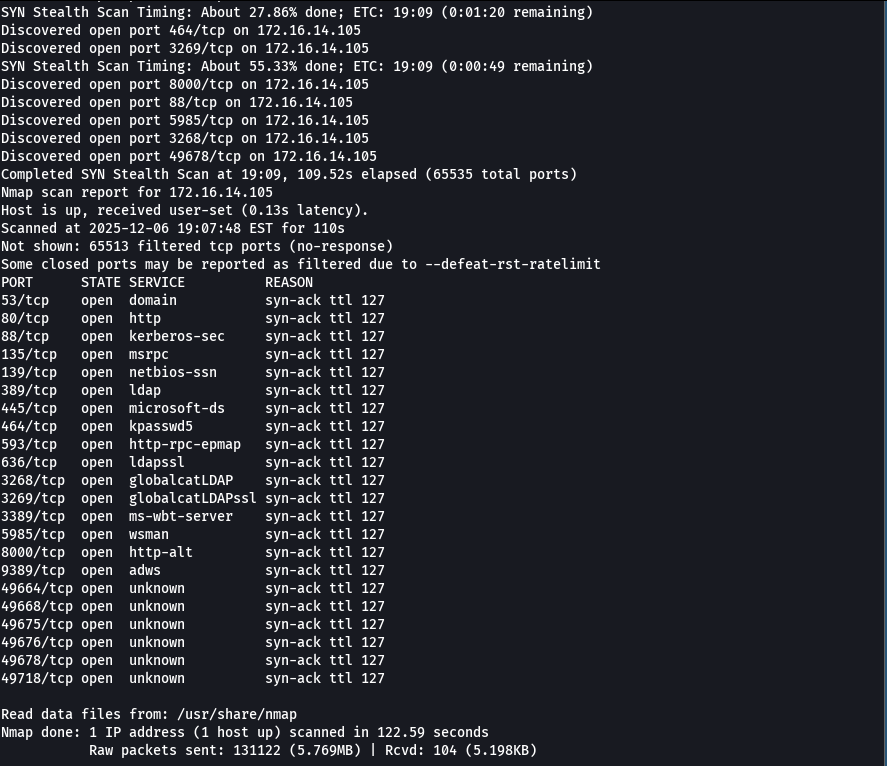 SYN Stealth Scan Timing: About 27.86% done; ETC: 19:09 (0:01:20 remaining)
Discovered open port 464/tcp on 172.16.14.105
Discovered open port 3269/tcp on 172.16.14.105
SYN Stealth Scan Timing: About 55.33% done; ETC: 19:09 (0:00:49 remaining)
Discovered open port 8000/tcp on 172.16.14.105
Discovered open port 88/tcp on 172.16.14.105
Discovered open port 5985/tcp on 172.16.14.105
Discovered open port 3268/tcp on 172.16.14.105
Discovered open port 49678/tcp on 172.16.14.105
Completed SYN Stealth Scan at 19:09, 109.52s elapsed (65535 total ports)
Nmap scan report for 172.16.14.105
Host is up, received user-set (0.13s latency).
Scanned at 2025-12-06 19:07:48 EST for 110s
Not shown: 65513 filtered tcp ports (no-response)
Some closed ports may be reported as filtered due to --defeat-rst-ratelimit
PORT      STATE SERVICE          REASON
53/tcp    open  domain           syn-ack ttl 127
80/tcp    open  http             syn-ack ttl 127
88/tcp    open  kerberos-sec     syn-ack ttl 127
135/tcp   open  msrpc            syn-ack ttl 127
139/tcp   open  netbios-ssn      syn-ack ttl 127
389/tcp   open  ldap             syn-ack ttl 127
445/tcp   open  microsoft-ds     syn-ack ttl 127
464/tcp   open  kpasswd5         syn-ack ttl 127
593/tcp   open  http-rpc-epmap   syn-ack ttl 127
636/tcp   open  ldapssl          syn-ack ttl 127
3268/tcp  open  globalcatLDAP    syn-ack ttl 127
3269/tcp  open  globalcatLDAPssl syn-ack ttl 127
3389/tcp  open  ms-wbt-server    syn-ack ttl 127
5985/tcp  open  wsman            syn-ack ttl 127
8000/tcp  open  http-alt         syn-ack ttl 127
9389/tcp  open  adws             syn-ack ttl 127
49664/tcp open  unknown          syn-ack ttl 127
49668/tcp open  unknown          syn-ack ttl 127
49675/tcp open  unknown          syn-ack ttl 127
49676/tcp open  unknown          syn-ack ttl 127
49678/tcp open  unknown          syn-ack ttl 127
49718/tcp open  unknown          syn-ack ttl 127
Read data files from: /usr/share/nmap
Nmap done: 1 IP address (1 host up) scanned in 122.59 seconds
           Raw packets sent: 131122 (5.769MB) | Rcvd: 104 (5.198KB)